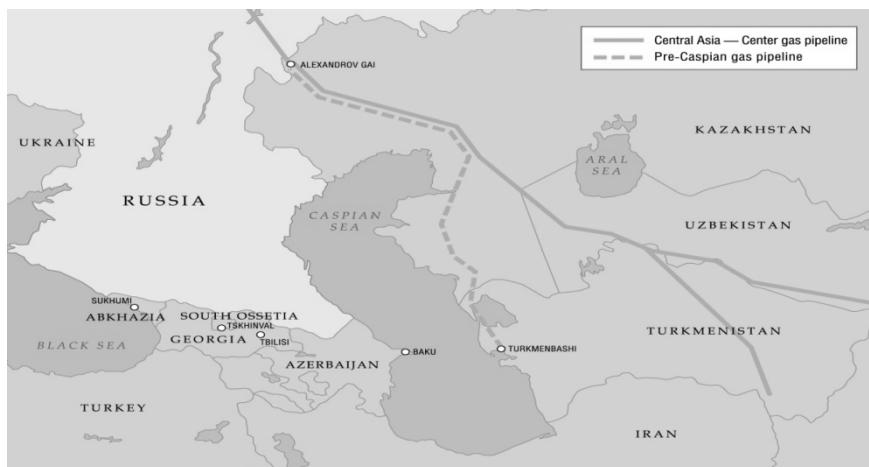 Central Asia — Center gas pipeline
Pre-Caspian gas pipeline
ALEXANDROV GAI
KAZAKHSTAN
UKRAINE
ARAL
SEA
RUSSIA
CASPIAN
SEA
UZBEKISTAN
SUKHUMI
ABKHAZIA
SOUTH OSSETIA
TSKHINVAL
GEORGIA
TBILISI
TURKMENISTAN
BLACK SEA
BAKU
TURKMENBASHI
AZERBAIJAN
TURKEY
IRAN